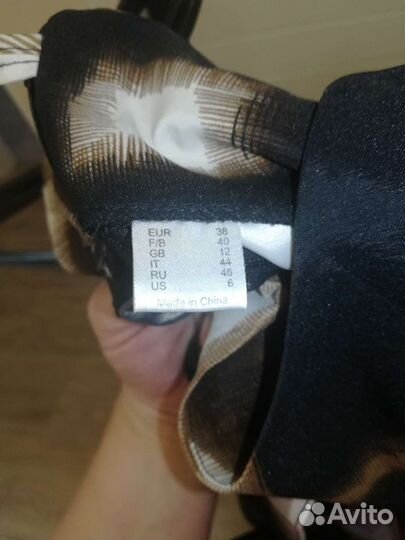 EUR 38
F/B 40
GB 12
IT 44
RU 46
US 6
Made in China
Avito